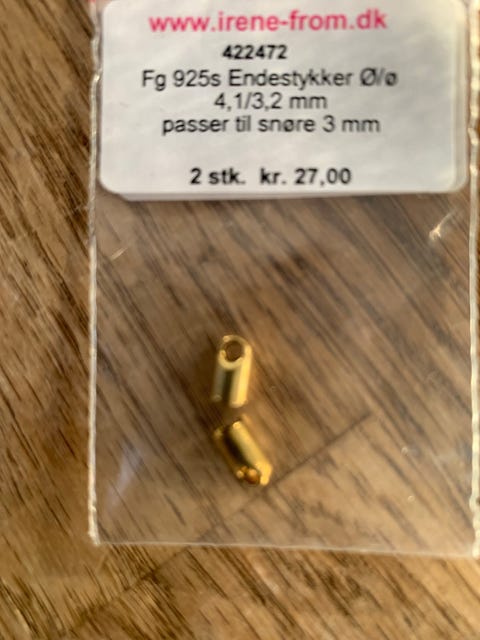 www.irene-from.dk
422472
Fg 925s Endestykker Ø/ø
4,1/3,2 mm
passer til snøre 3 mm
2 stk. kr. 27,00